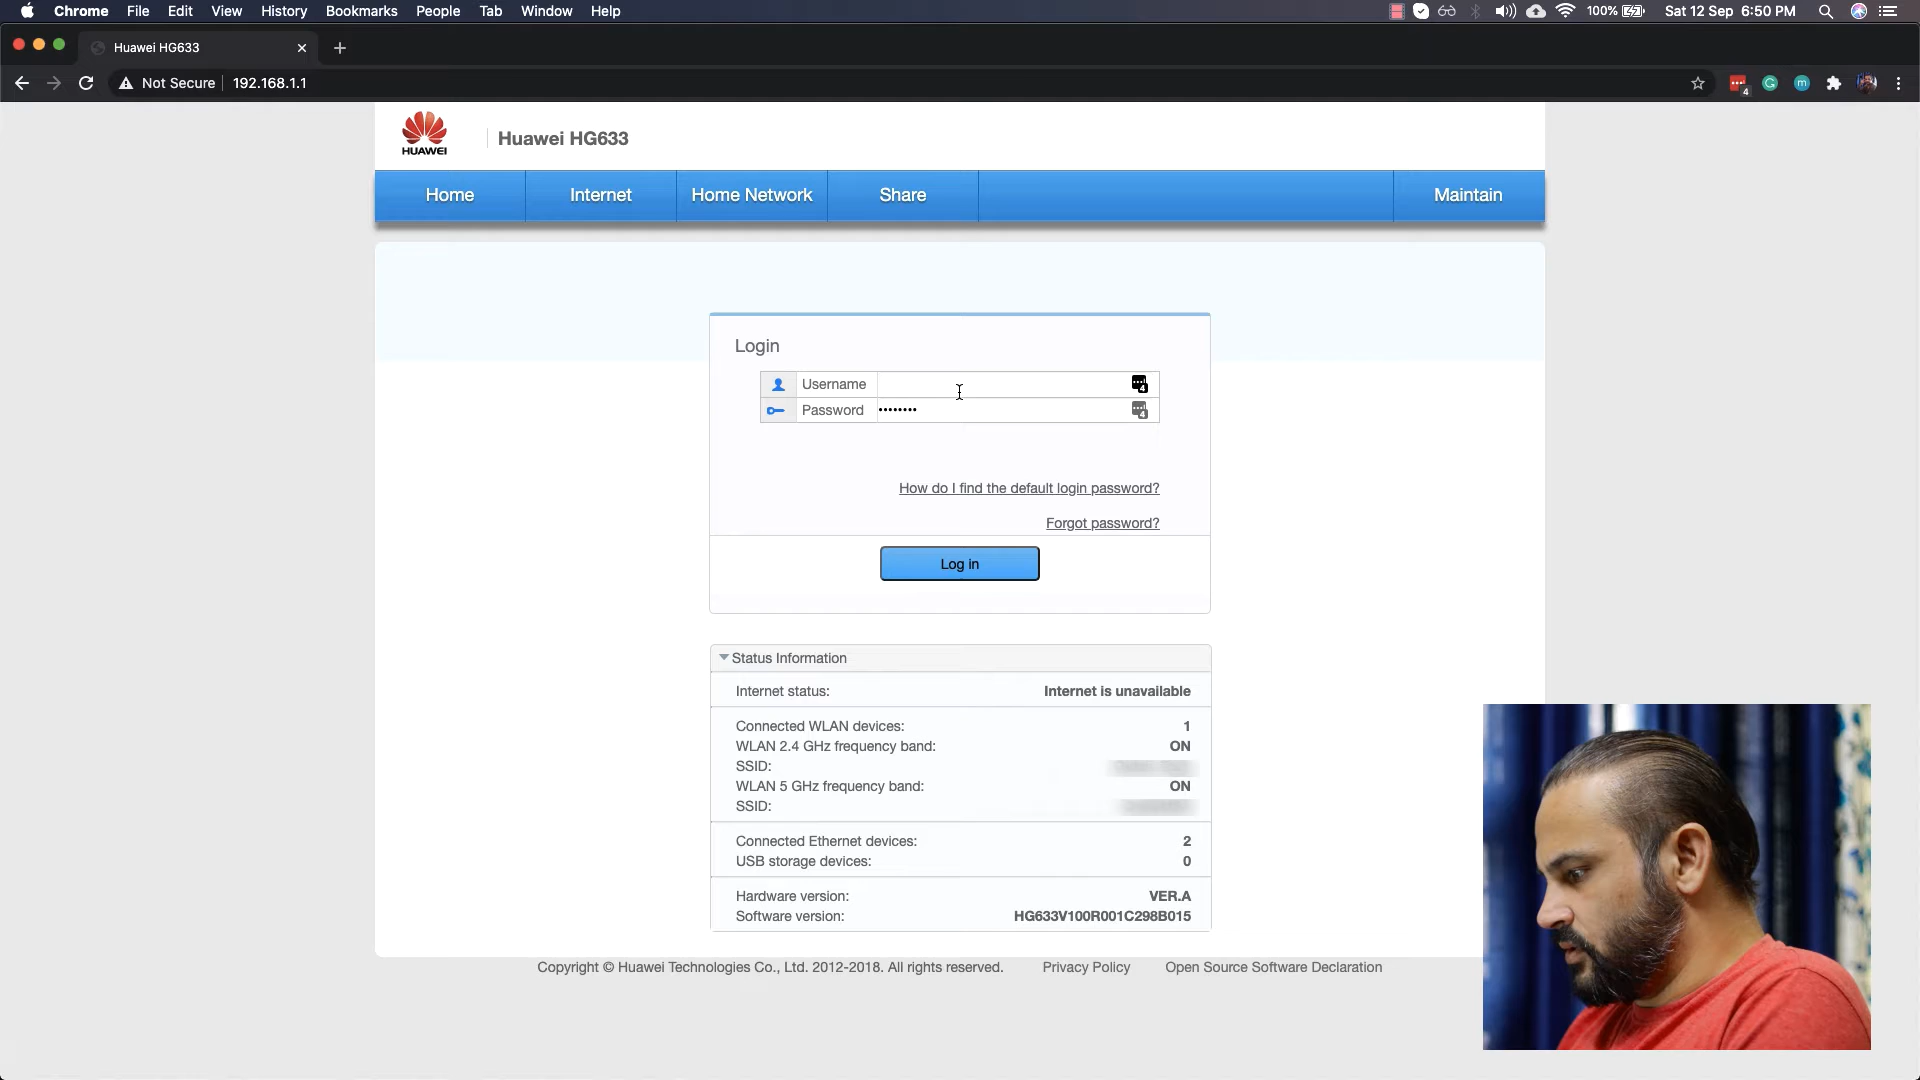 Chrome File Edit View History Bookmarks People Tab Window Help 100% Sat 12 Sep 6:50 PM
Huawei HG633
Not Secure 192.168.1.1 4
HUAWEI Huawei HG633
Home Internet Home Network Share Maintain
Login
Username 4
Password •••••••• 4
How do I find the default login password?
Forgot password?
Log in
Status Information
Internet status: Internet is unavailable
Connected WLAN devices: 1
WLAN 2.4 GHz frequency band: ON
SSID:
WLAN 5 GHz frequency band: ON
SSID:
Connected Ethernet devices: 2
USB storage devices: 0
Hardware version: VER.A
Software version: HG633V100R001C298B015
Copyright © Huawei Technologies Co., Ltd. 2012-2018. All rights reserved. Privacy Policy Open Source Software Declaration